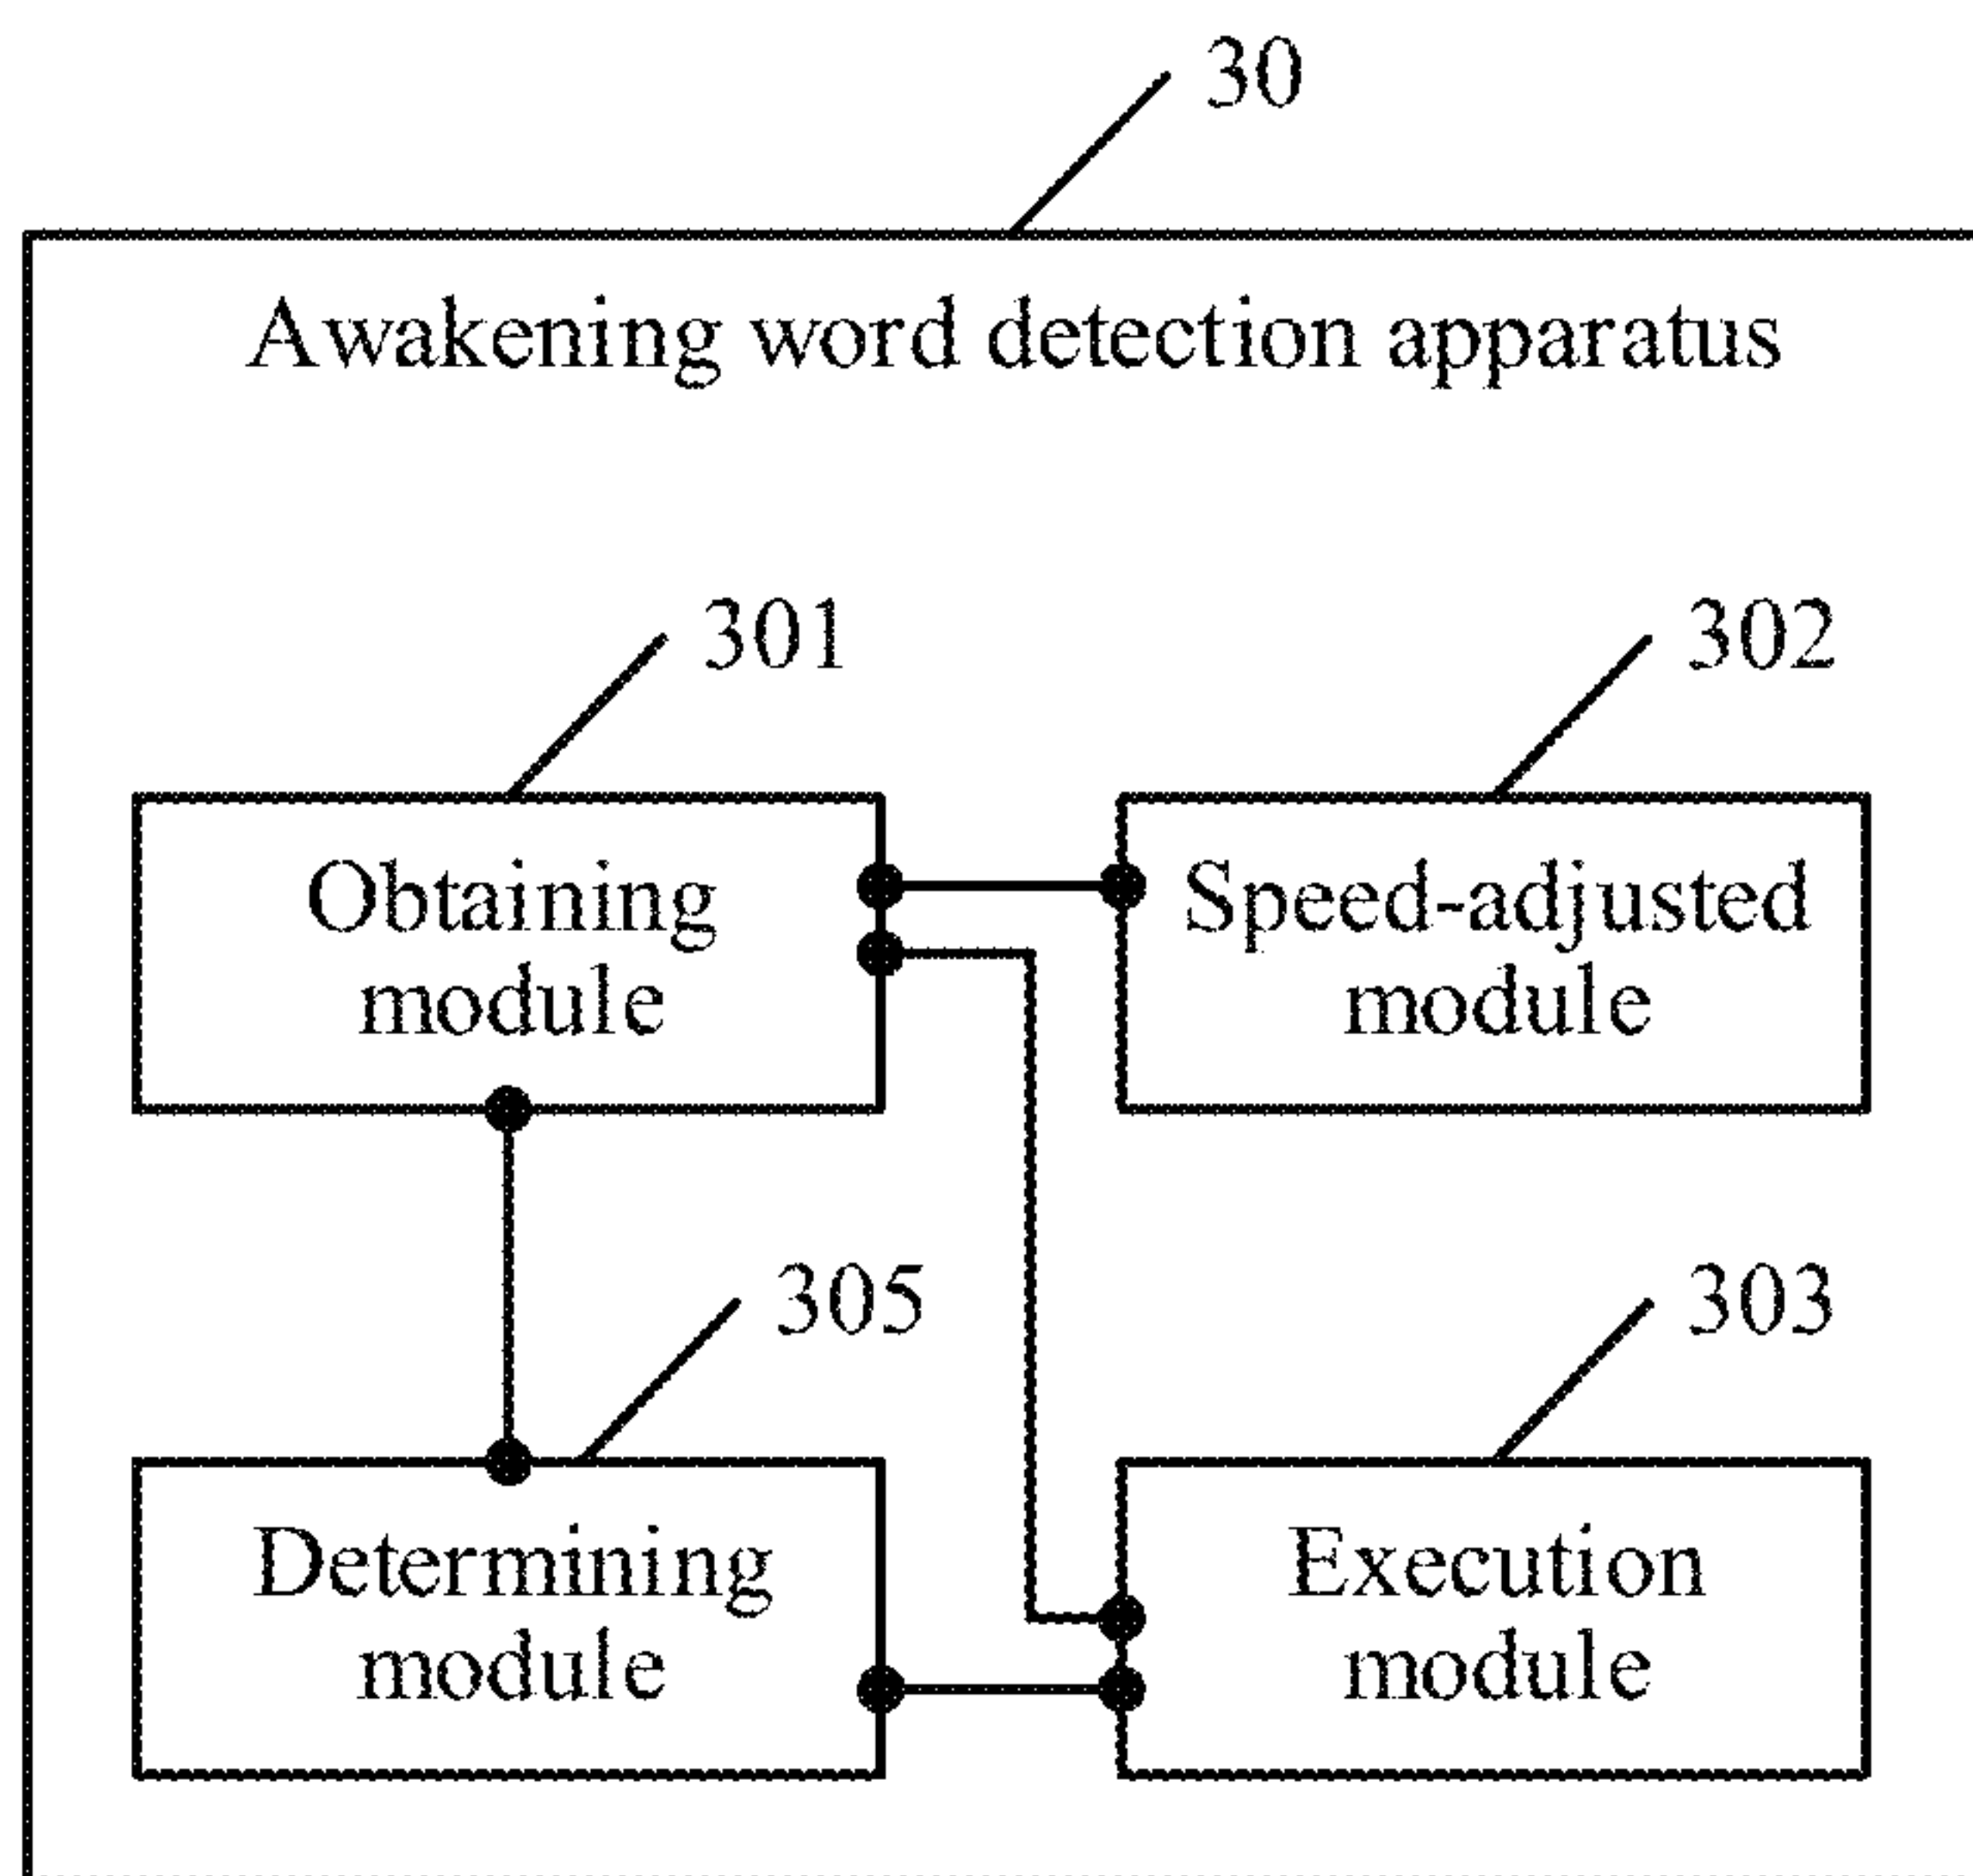 30
Awakening word detection apparatus
301
302
Obtaining
module
Speed-adjusted
module
305
303
Determining
module
Execution
module